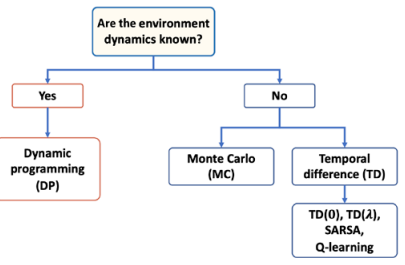 Are the environment
dynamics known?
Yes
No
Dynamic
programming
(DP)
Monte Carlo
(MC)
Temporal
difference (TD)
TD(0), TD(λ),
SARSA,
Q-learning